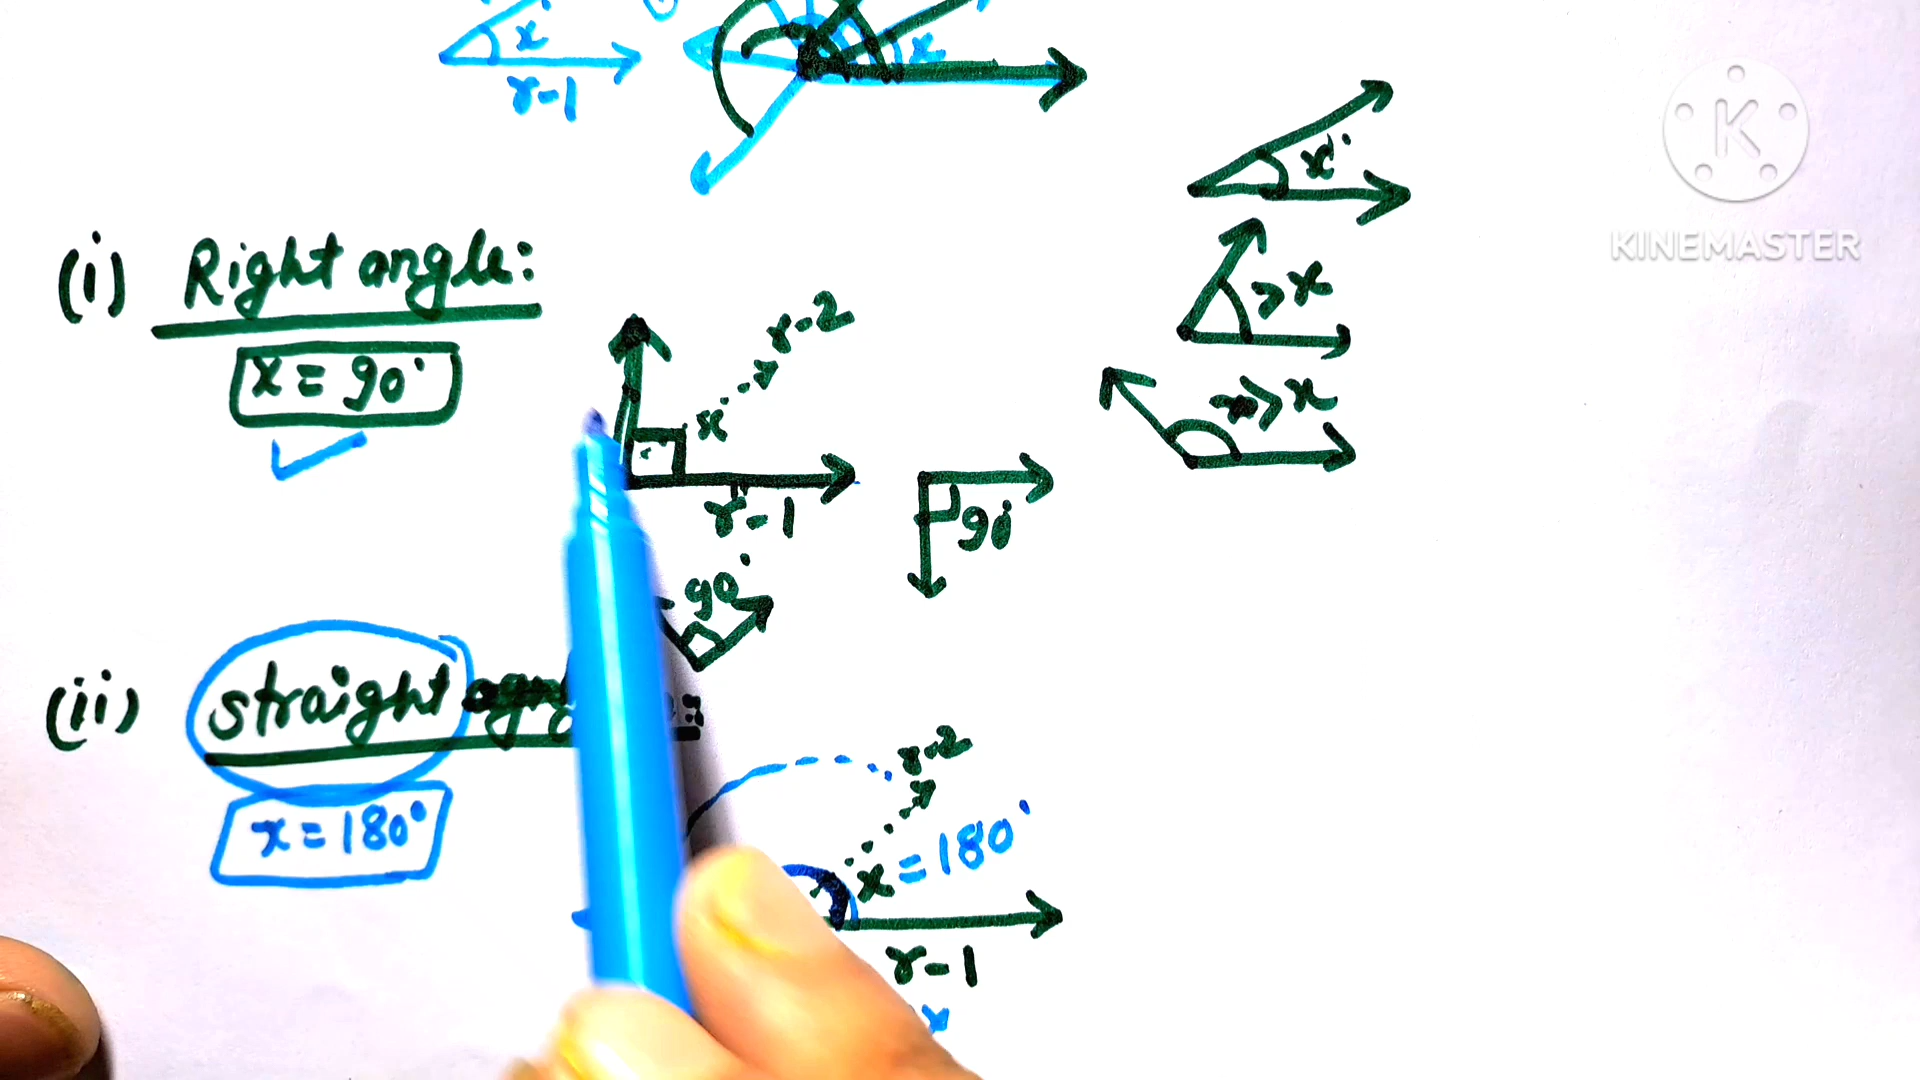 x°
r-1
x
x°
(i) Right angle:
>x
x = 90°
r-2
x°
>x
r-1
90°
90°
(ii) straight
r-2
x = 180°
x = 180°
r-1
x
KINEMASTER